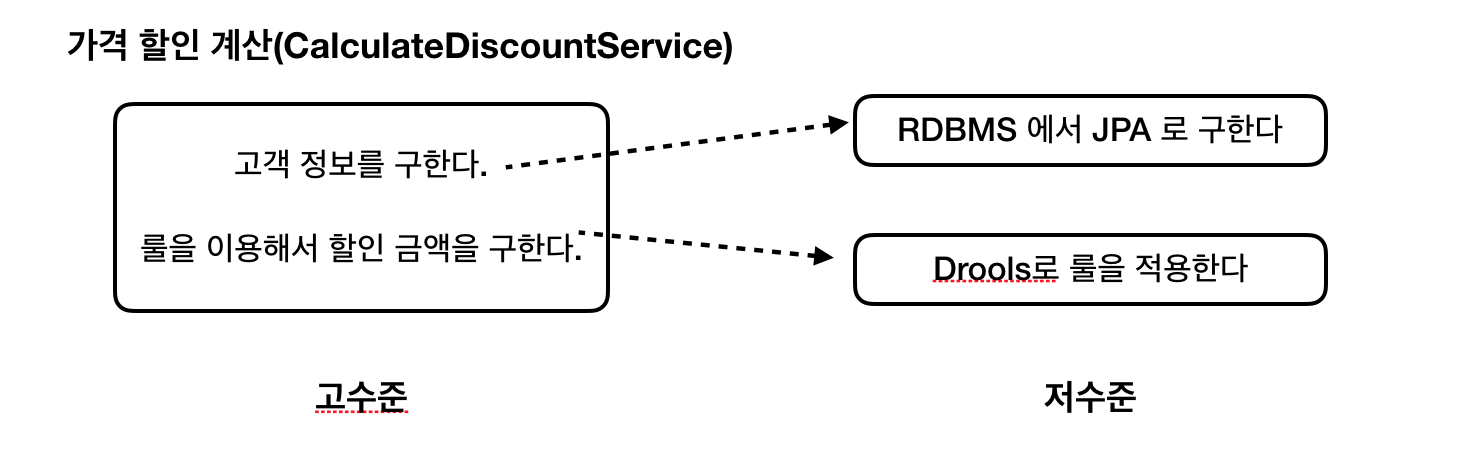 가격 할인 계산(CalculateDiscountService)
고객 정보를 구한다.
룰을 이용해서 할인 금액을 구한다.
RDBMS 에서 JPA 로 구한다
Drools로 룰을 적용한다
고수준
저수준